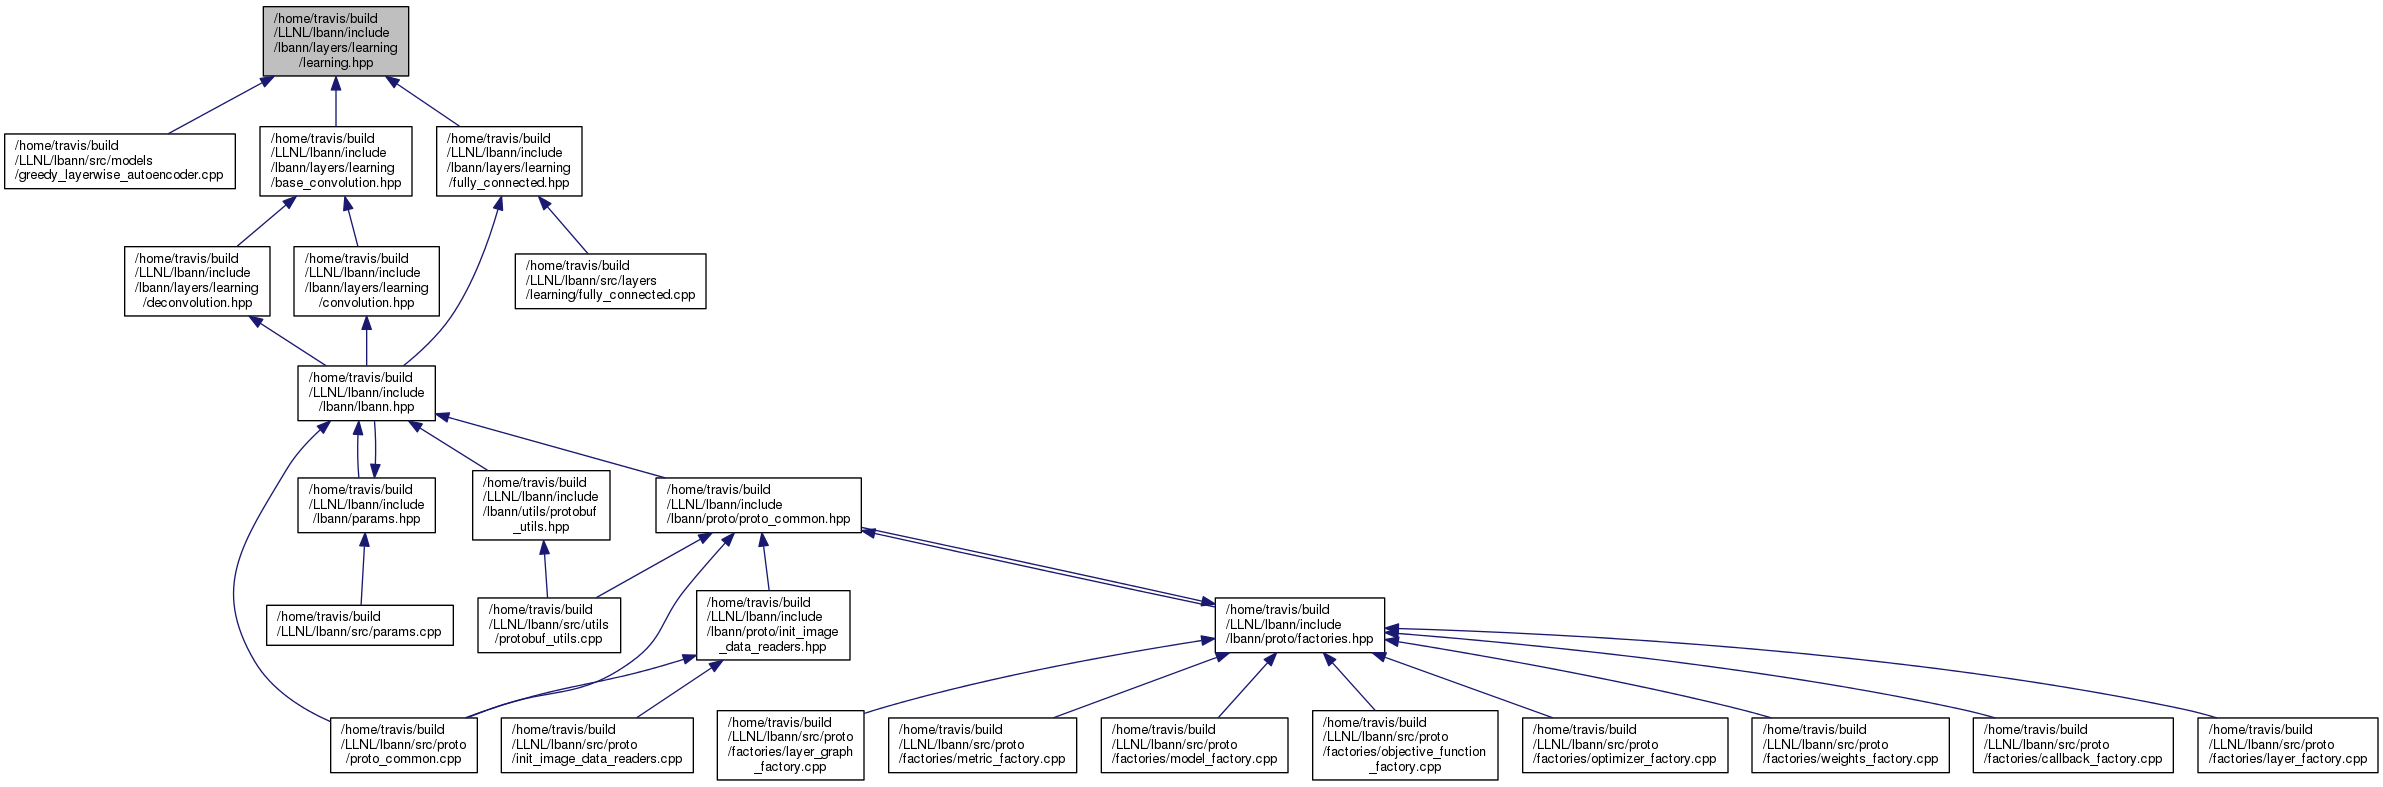 /home/travis/build
/LLNL/lbann/include
/lbann/layers/learning
/learning.hpp
/home/travis/build
/LLNL/lbann/src/models
/greedy_layerwise_autoencoder.cpp
/home/travis/build
/LLNL/lbann/include
/lbann/layers/learning
/base_convolution.hpp
/home/travis/build
/LLNL/lbann/include
/lbann/layers/learning
/fully_connected.hpp
/home/travis/build
/LLNL/lbann/include
/lbann/layers/learning
/deconvolution.hpp
/home/travis/build
/LLNL/lbann/include
/lbann/layers/learning
/convolution.hpp
/home/travis/build
/LLNL/lbann/src/layers
/learning/fully_connected.cpp
/home/travis/build
/LLNL/lbann/include
/lbann/lbann.hpp
/home/travis/build
/LLNL/lbann/include
/lbann/params.hpp
/home/travis/build
/LLNL/lbann/include
/lbann/utils/protobuf
_utils.hpp
/home/travis/build
/LLNL/lbann/include
/lbann/proto/proto_common.hpp
/home/travis/build
/LLNL/lbann/src/params.cpp
/home/travis/build
/LLNL/lbann/src/utils
/protobuf_utils.cpp
/home/travis/build
/LLNL/lbann/include
/lbann/proto/init_image
_data_readers.hpp
/home/travis/build
/LLNL/lbann/include
/lbann/proto/factories.hpp
/home/travis/build
/LLNL/lbann/src/proto
/proto_common.cpp
/home/travis/build
/LLNL/lbann/src/proto
/init_image_data_readers.cpp
/home/travis/build
/LLNL/lbann/src/proto
/factories/layer_graph
_factory.cpp
/home/travis/build
/LLNL/lbann/src/proto
/factories/metric_factory.cpp
/home/travis/build
/LLNL/lbann/src/proto
/factories/model_factory.cpp
/home/travis/build
/LLNL/lbann/src/proto
/factories/objective_function
_factory.cpp
/home/travis/build
/LLNL/lbann/src/proto
/factories/optimizer_factory.cpp
/home/travis/build
/LLNL/lbann/src/proto
/factories/weights_factory.cpp
/home/travis/build
/LLNL/lbann/src/proto
/factories/callback_factory.cpp
/home/travis/build
/LLNL/lbann/src/proto
/factories/layer_factory.cpp